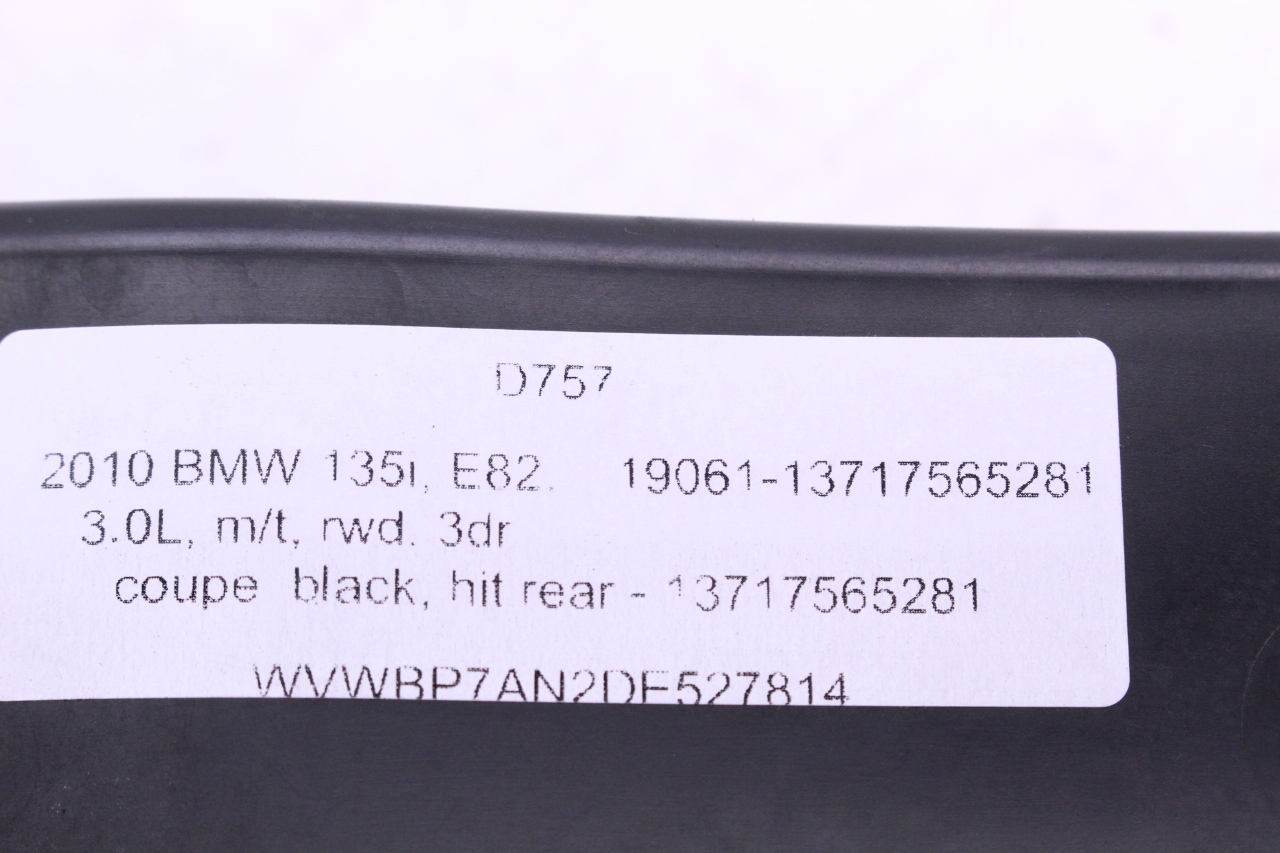 D757
2010 BMW 135i, E82. 19061-13717565281
3.0L, m/t, rwd. 3dr
coupe black, hit rear - 13717565281
WVWBP7AN2DE527814